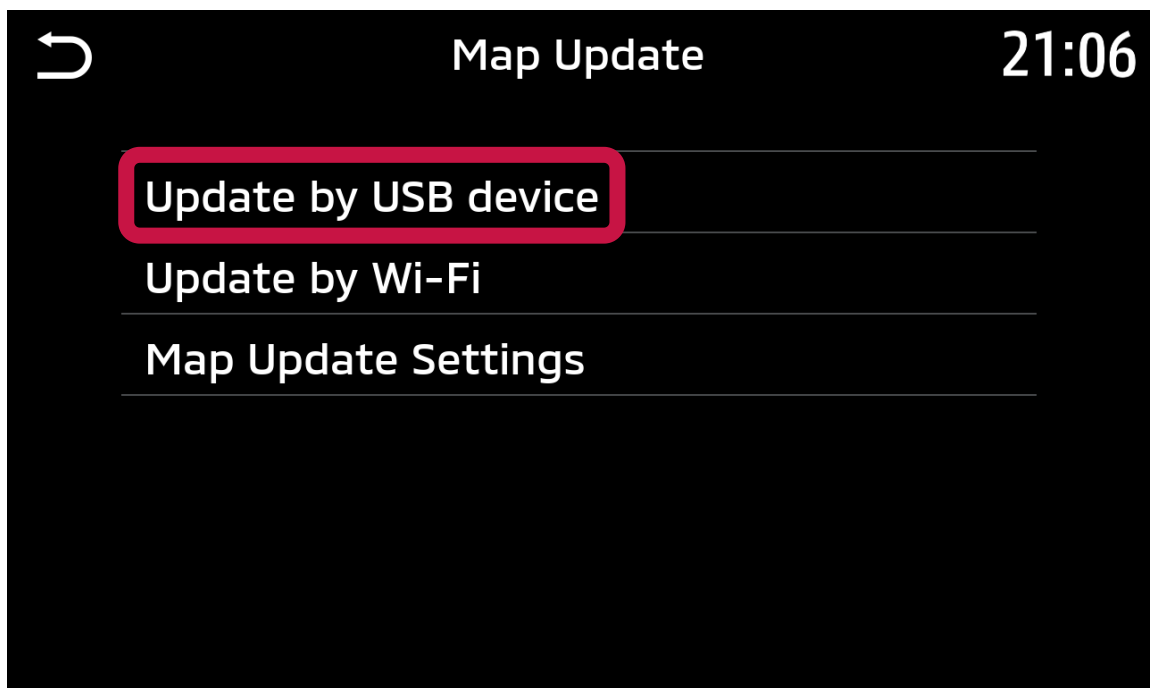 Map Update
21:06
Update by USB device
Update by Wi-Fi
Map Update Settings